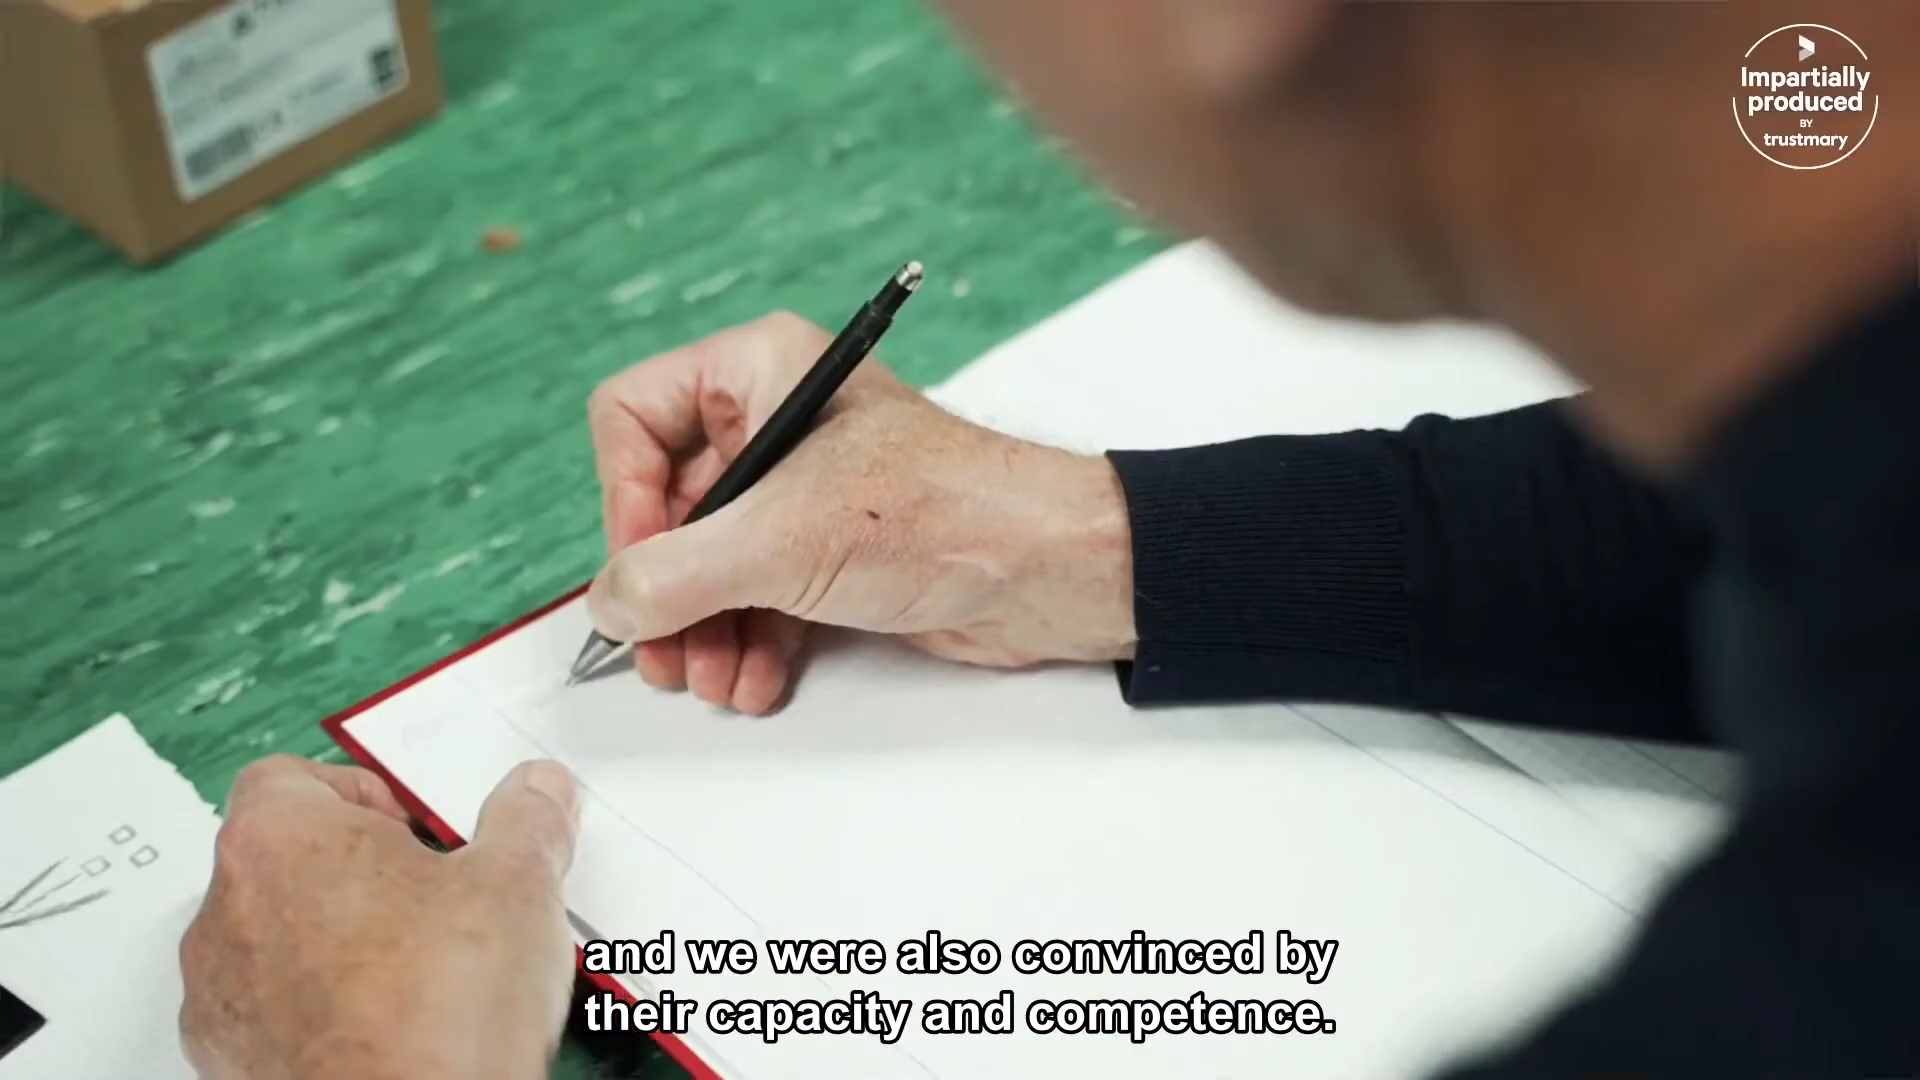 Impartially
produced
BY
trustmary
and we were also convinced by
their capacity and competence.